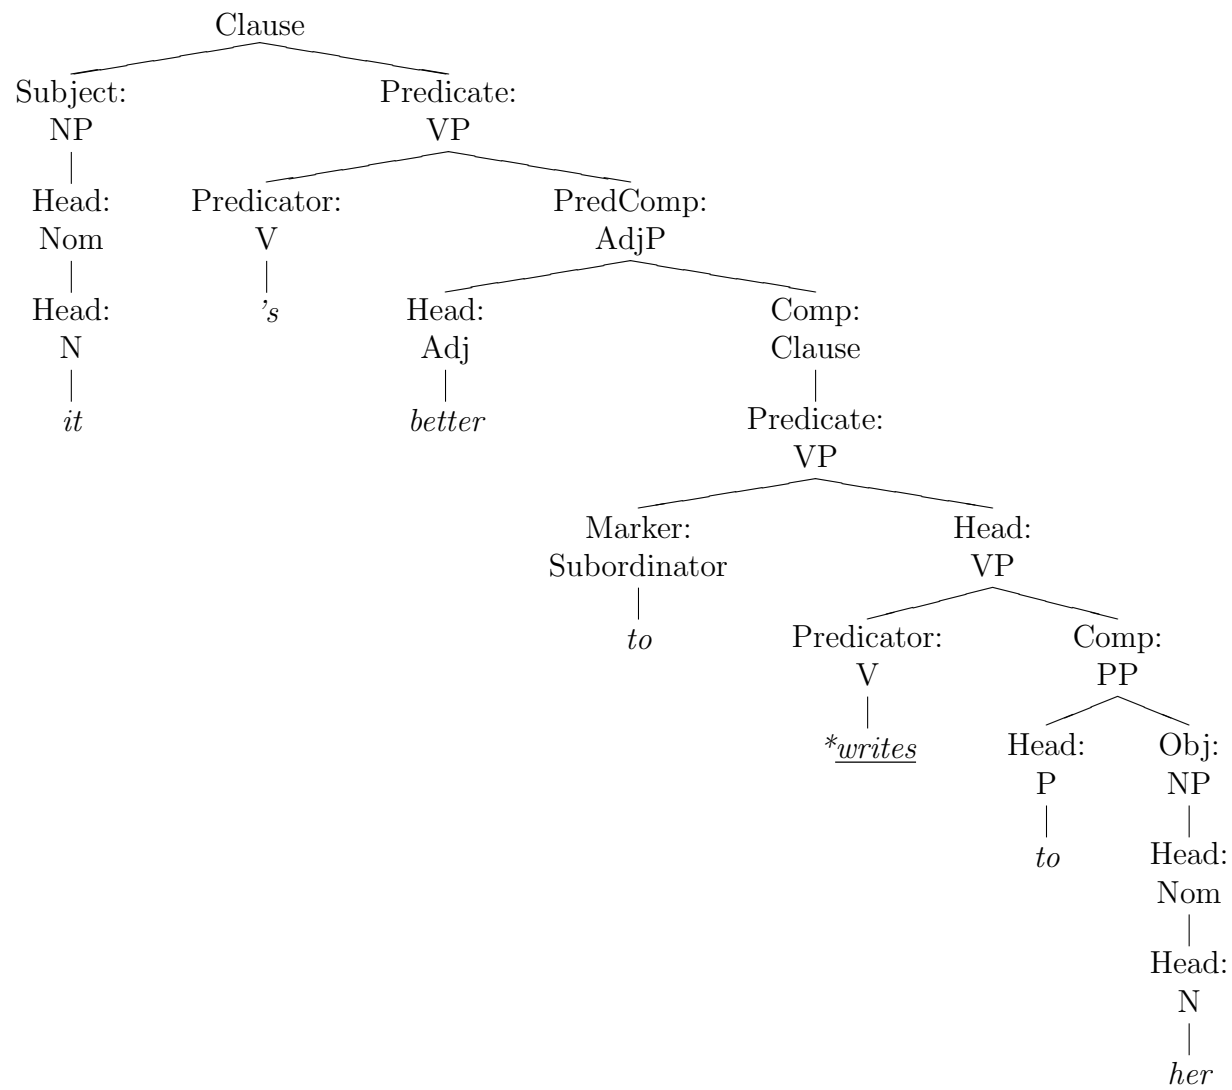 Clause
Subject: Predicate:
NP VP
Head: Predicator: PredComp:
Nom V AdjP
Head: 's Head: Comp:
N Adj Clause
it better Predicate:
VP
Marker: Head:
Subordinator VP
to Predicator: Comp:
V PP
*writes Head: Obj:
P NP
to Head:
Nom
Head:
N
her